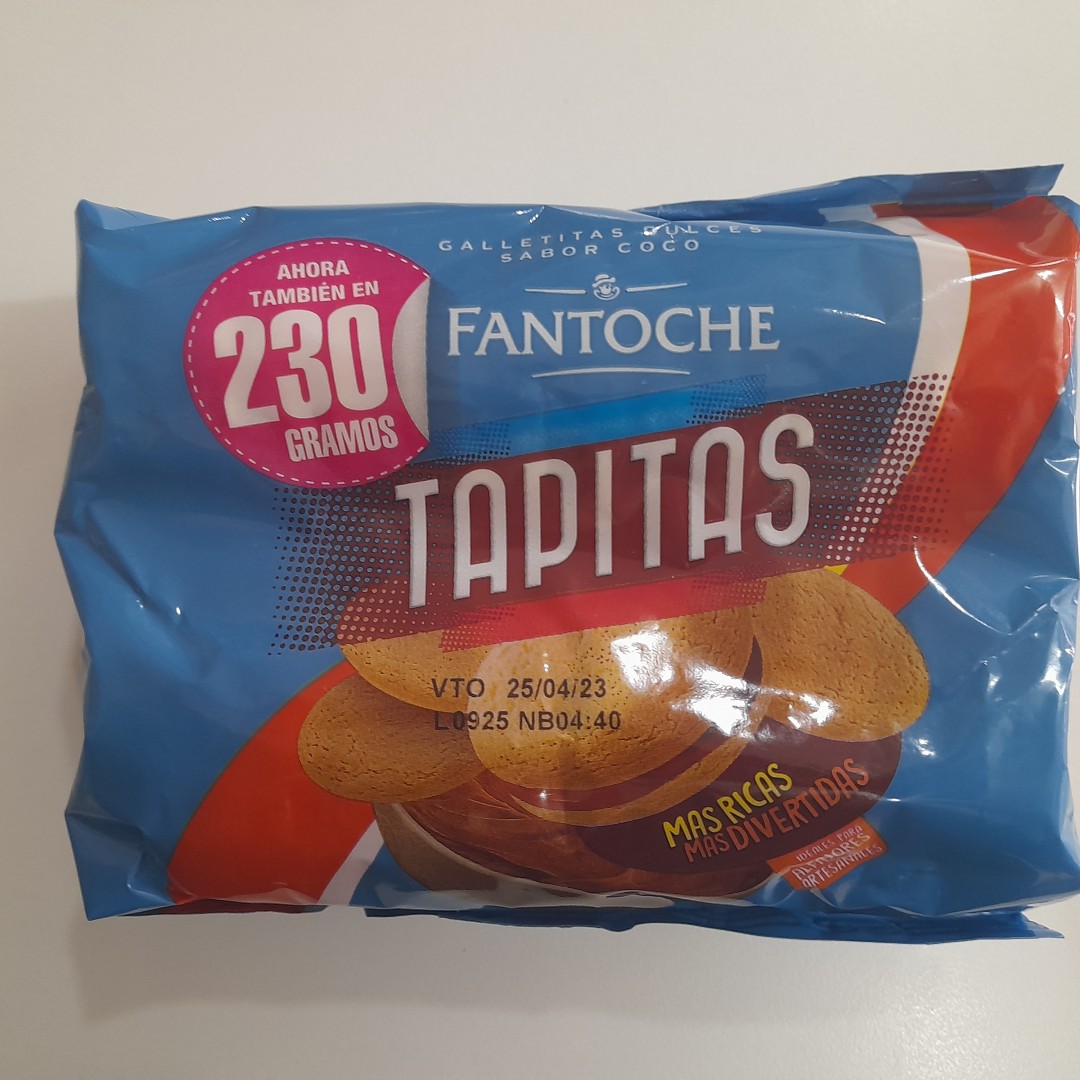 GALLETITAS DULCES
SABOR COCO
AHORA
TAMBIÉN EN
230
GRAMOS
FANTOCHE
TAPITAS
VTO 25/04/23
L0925 NB04:40
MAS RICAS
MAS DIVERTIDAS
IDEALES PARA
ALFAJORES
ARTESANALES